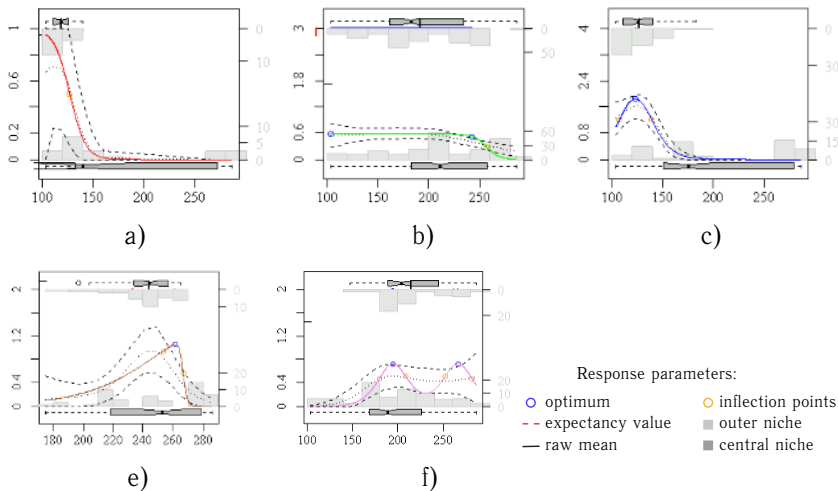 1
0.6
0.2
0
0
10
10
5
0
100 150 200 250
a)
3
1.8
0.6
0
0
50
60
30
0
100 150 200 250
b)
4
2.4
0.8
0
0
30
30
15
0
100 150 200 250
c)
2
1.2
0.4
0
0
10
20
10
0
180 200 220 240 260 280
e)
2
1.2
0.4
0
0
20
20
10
0
100 150 200 250
f)
Response parameters:
optimum
expectancy value
raw mean
inflection points
outer niche
central niche